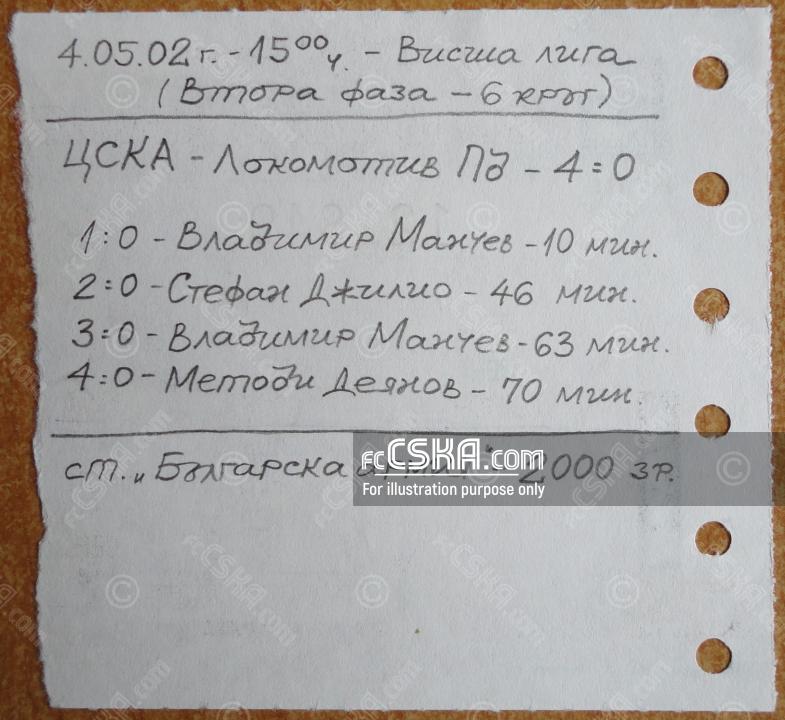 4.05.02 г. - 15⁰⁰ ч. - Висша лига
(Втора фаза - 6 кръг)
ЦСКА - Локомотив Пд - 4:0
1:0 - Владимир Манчев - 10 мин.
2:0 - Стефан Джилио - 46 мин.
3:0 - Владимир Манчев - 63 мин.
4:0 - Методи Деянов - 70 мин.
ст. „Българска армия“ - 2000 зр.
fcCSKA.com
For illustration purpose only